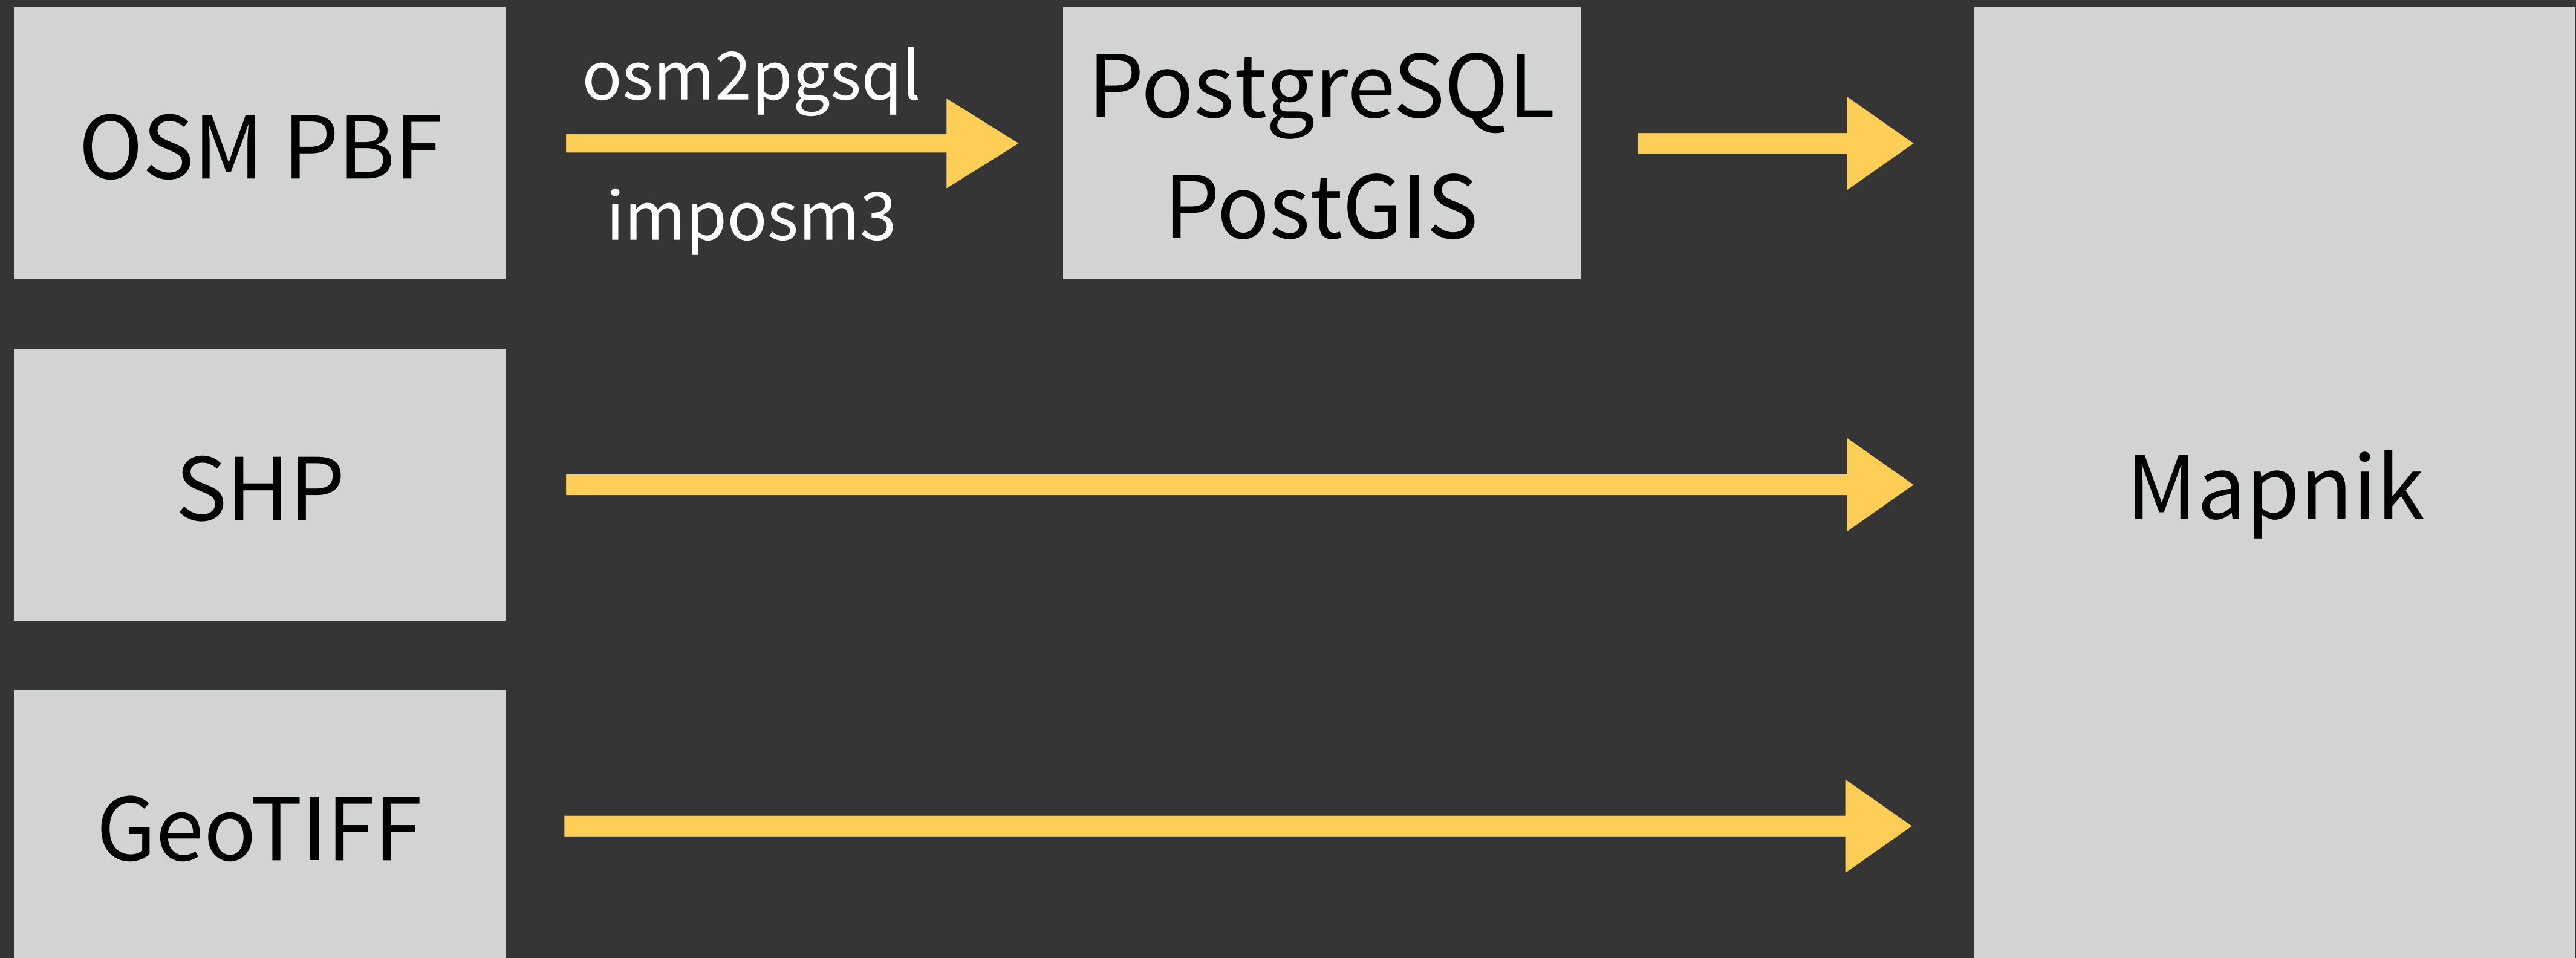 OSM PBF
osm2pgsql
imposm3
PostgreSQL
PostGIS
SHP
Mapnik
GeoTIFF